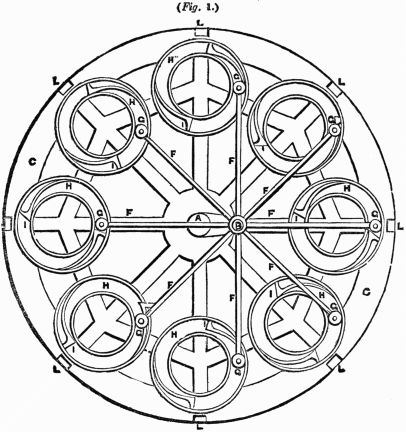 (Fig. 1.)
L
H"
L L
G
H
G G
I
I
F F F
C I
H F H
G F A B F G
I I L
F
H F I H C
G F G
I H I
G
L L
L